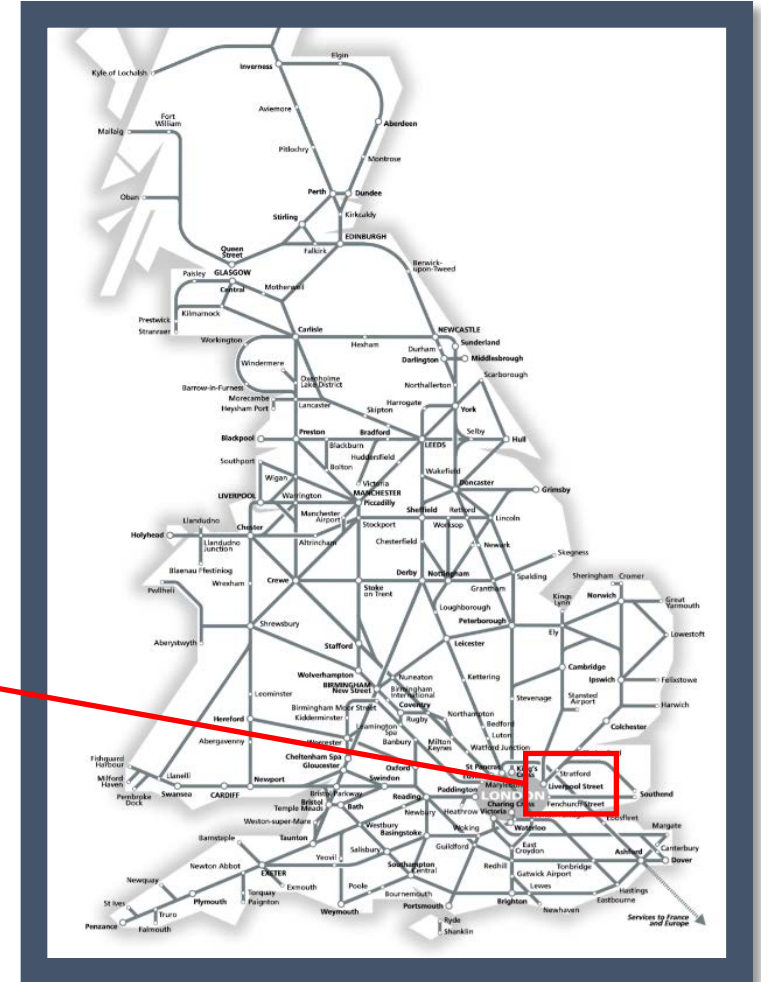 Elgin
Inverness
Kyle of Lochalsh
Aviemore
Fort
William
Mallaig
Aberdeen
Pitlochry
Montrose
Perth
Dundee
Oban
Stirling
Kirkcaldy
EDINBURGH
Queen
Street
Falkirk
Berwick-
upon-Tweed
Paisley
GLASGOW
Central
Motherwell
Kilmarnock
Prestwick
Stranraer
Carlisle
NEWCASTLE
Workington
Hexham
Sunderland
Durham
Darlington
Middlesbrough
Windermere
Scarborough
Oxenholme
Lake District
Barrow-in-Furness
Northallerton
Morecambe
Heysham Port
Lancaster
Harrogate
York
Skipton
Preston
Bradford
Selby
Blackpool
Hull
Blackburn
LEEDS
Huddersfield
Southport
Bolton
Wakefield
Wigan
Victoria
Doncaster
Grimsby
LIVERPOOL
Warrington
MANCHESTER
Piccadilly
Manchester
Airport
Sheffield
Retford
Lincoln
Llandudno
Chester
Stockport
Worksop
Holyhead
Llandudno
Junction
Altrincham
Chesterfield
Newark
Skegness
Blaenau Ffestiniog
Derby
Nottingham
Spalding
Sheringham
Cromer
Pwllheli
Wrexham
Crewe
Stoke
on Trent
Grantham
Kings
Lynn
Norwich
Great
Yarmouth
Loughborough
Peterborough
Shrewsbury
Ely
Lowestoft
Aberystwyth
Stafford
Leicester
Wolverhampton
Nuneaton
Kettering
Cambridge
BIRMINGHAM
New Street
Birmingham
International
Ipswich
Felixstowe
Leominster
Stevenage
Stansted
Airport
Birmingham Moor Street
Coventry
Harwich
Hereford
Kidderminster
Rugby
Northampton
Leamington
Spa
Bedford
Colchester
Abergavenny
Worcester
Banbury
Milton
Keynes
Luton
Watford Junction
Fishguard
Harbour
Cheltenham Spa
Gloucester
Oxford
St Pancras
King's
Cross
Stratford
Milford
Haven
Llanelli
Swindon
Liverpool Street
Southend
Pembroke
Dock
Swansea
CARDIFF
Newport
Bristol Parkway
Reading
Paddington
LONDON
Bristol
Temple Meads
Bath
Charing Cross
Fenchurch Street
Newbury
Heathrow
Victoria
Weston-super-Mare
Westbury
Basingstoke
Woking
Waterloo
Margate
Barnstaple
Taunton
Salisbury
Guildford
East
Croydon
Canterbury
Yeovil
Redhill
Tonbridge
Ashford
Dover
Newton Abbot
EXETER
Southampton
Central
Gatwick Airport
Newquay
Exmouth
Poole
Lewes
Hastings
St Ives
Plymouth
Torquay
Paignton
Bournemouth
Portsmouth
Brighton
Eastbourne
Newhaven
Truro
Weymouth
Penzance
Falmouth
Ryde
Shanklin
Services to France
and Europe